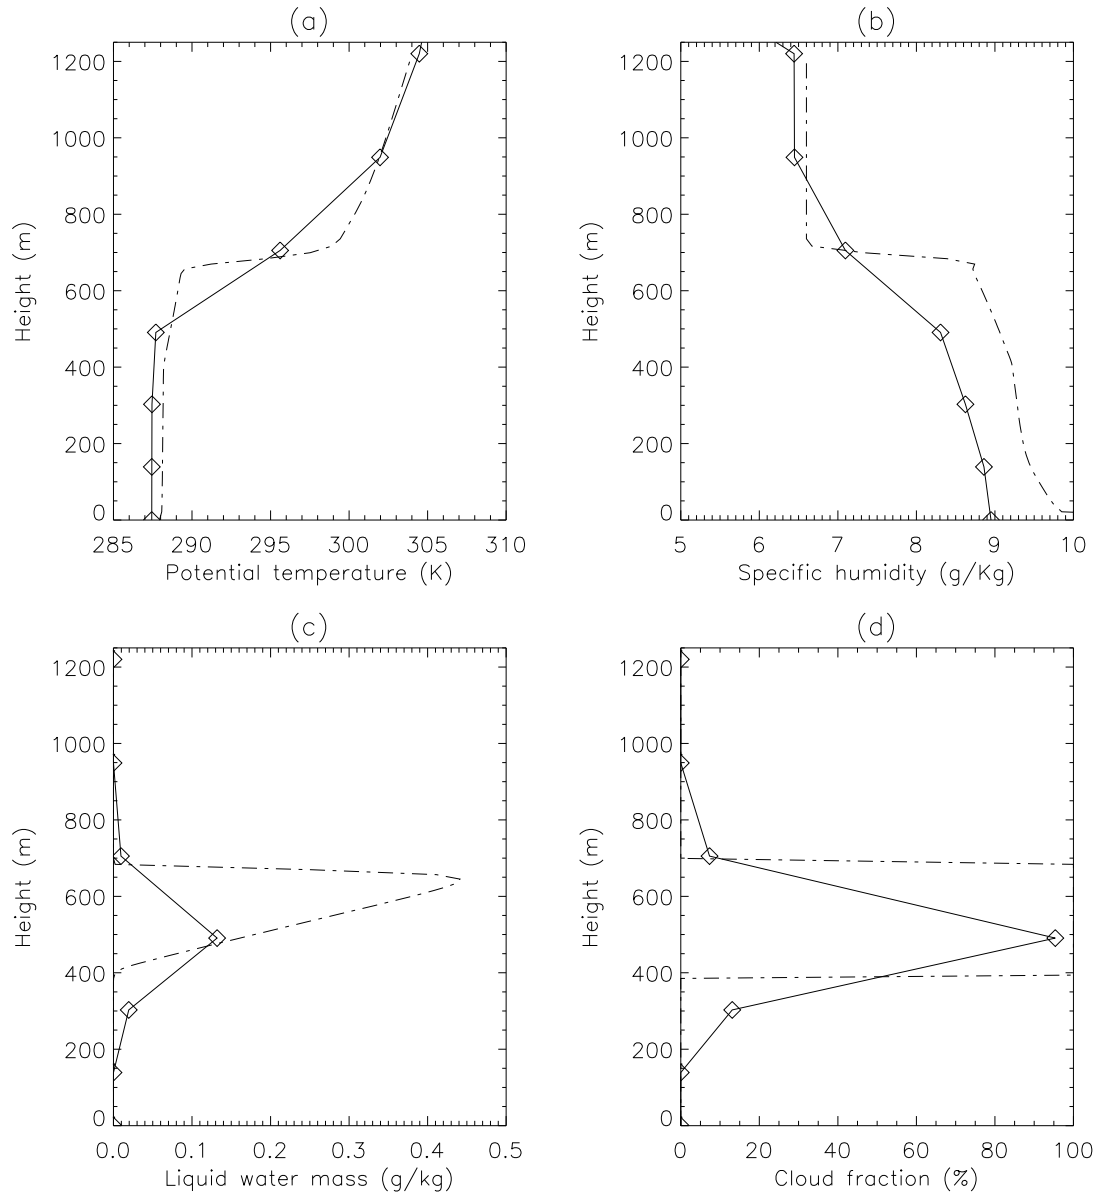 (a)
1200
1000
800
600
400
200
0
Height (m)
285 290 295 300 305 310
Potential temperature (K)
(b)
1200
1000
800
600
400
200
0
Height (m)
5 6 7 8 9 10
Specific humidity (g/Kg)
(c)
1200
1000
800
600
400
200
0
Height (m)
0.0 0.1 0.2 0.3 0.4 0.5
Liquid water mass (g/kg)
(d)
1200
1000
800
600
400
200
0
Height (m)
0 20 40 60 80 100
Cloud fraction (%)